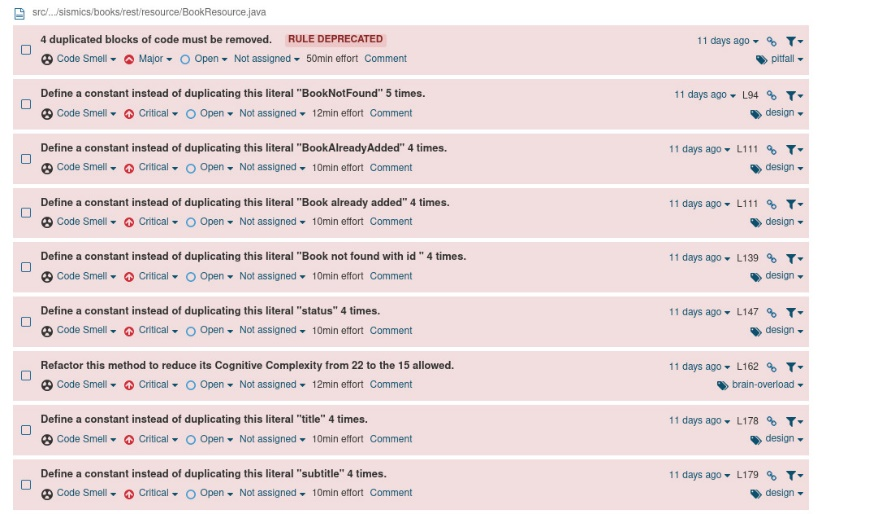 src/.../sismics/books/rest/resource/BookResource.java
4 duplicated blocks of code must be removed. RULE DEPRECATED 11 days ago
Code Smell Major Open Not assigned 50min effort Comment pitfall
Define a constant instead of duplicating this literal "BookNotFound" 5 times. 11 days ago L94
Code Smell Critical Open Not assigned 12min effort Comment design
Define a constant instead of duplicating this literal "BookAlreadyAdded" 4 times. 11 days ago L111
Code Smell Critical Open Not assigned 10min effort Comment design
Define a constant instead of duplicating this literal "Book already added" 4 times. 11 days ago L111
Code Smell Critical Open Not assigned 10min effort Comment design
Define a constant instead of duplicating this literal "Book not found with id " 4 times. 11 days ago L139
Code Smell Critical Open Not assigned 10min effort Comment design
Define a constant instead of duplicating this literal "status" 4 times. 11 days ago L147
Code Smell Critical Open Not assigned 10min effort Comment design
Refactor this method to reduce its Cognitive Complexity from 22 to the 15 allowed. 11 days ago L162
Code Smell Critical Open Not assigned 12min effort Comment brain-overload
Define a constant instead of duplicating this literal "title" 4 times. 11 days ago L178
Code Smell Critical Open Not assigned 10min effort Comment design
Define a constant instead of duplicating this literal "subtitle" 4 times. 11 days ago L179
Code Smell Critical Open Not assigned 10min effort Comment design